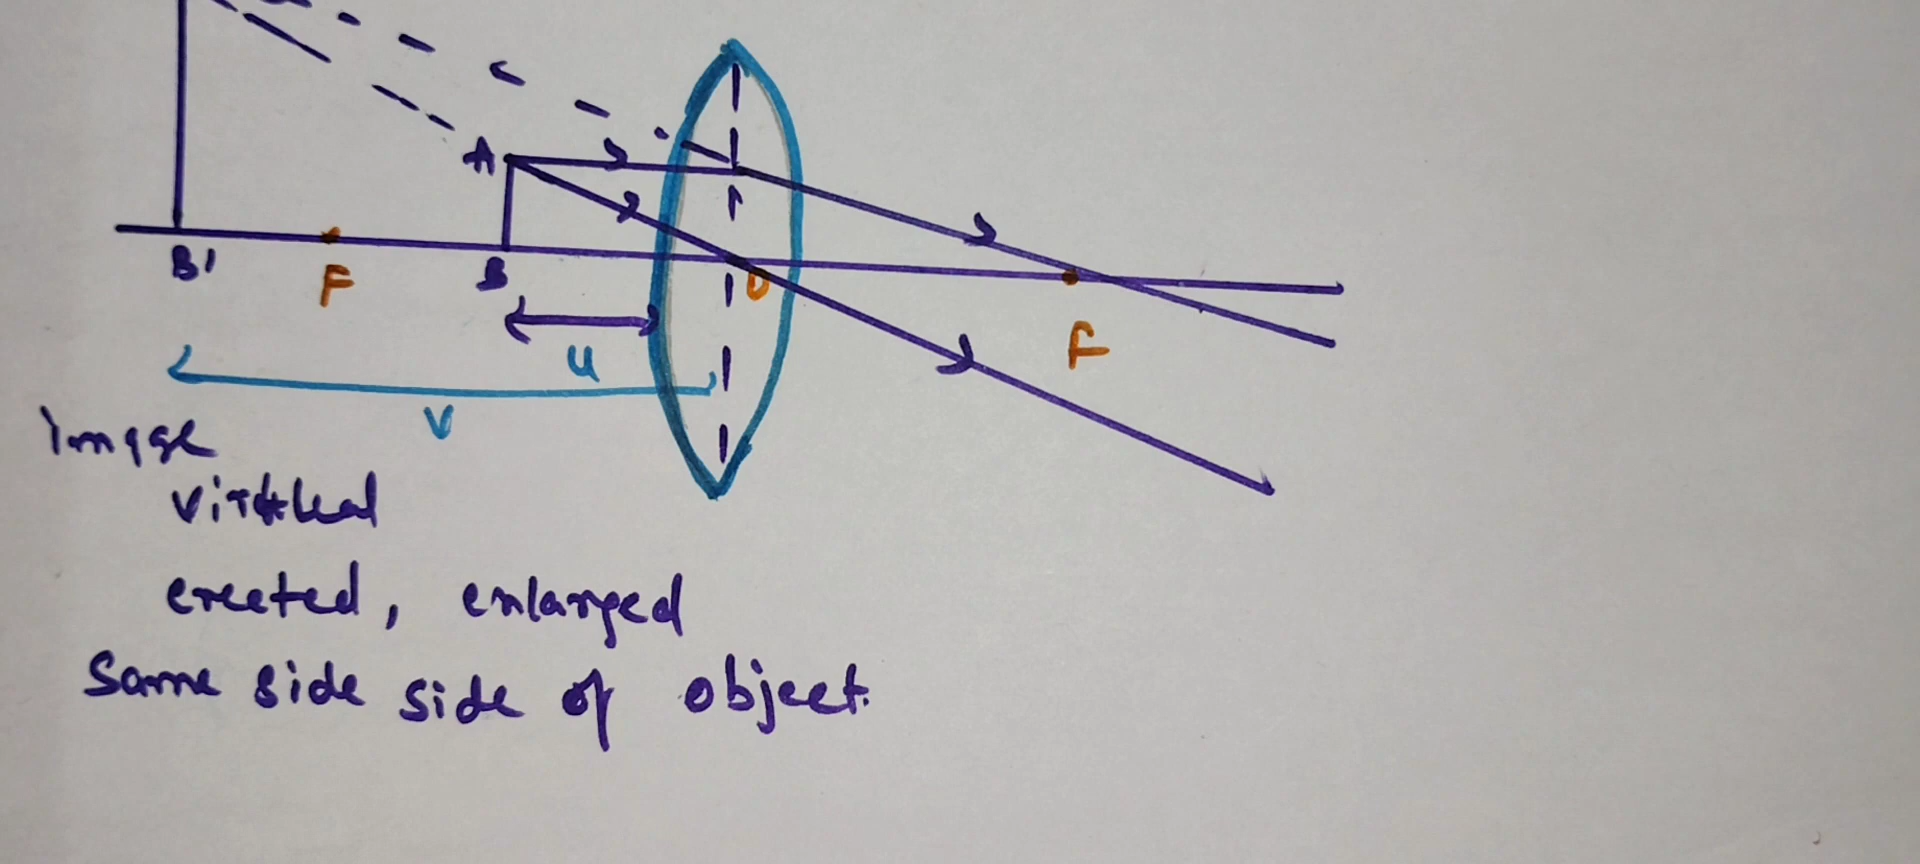 A
B'
F
B
O
F
u
v
Image
virtual
erected, enlarged
Same side side of object.